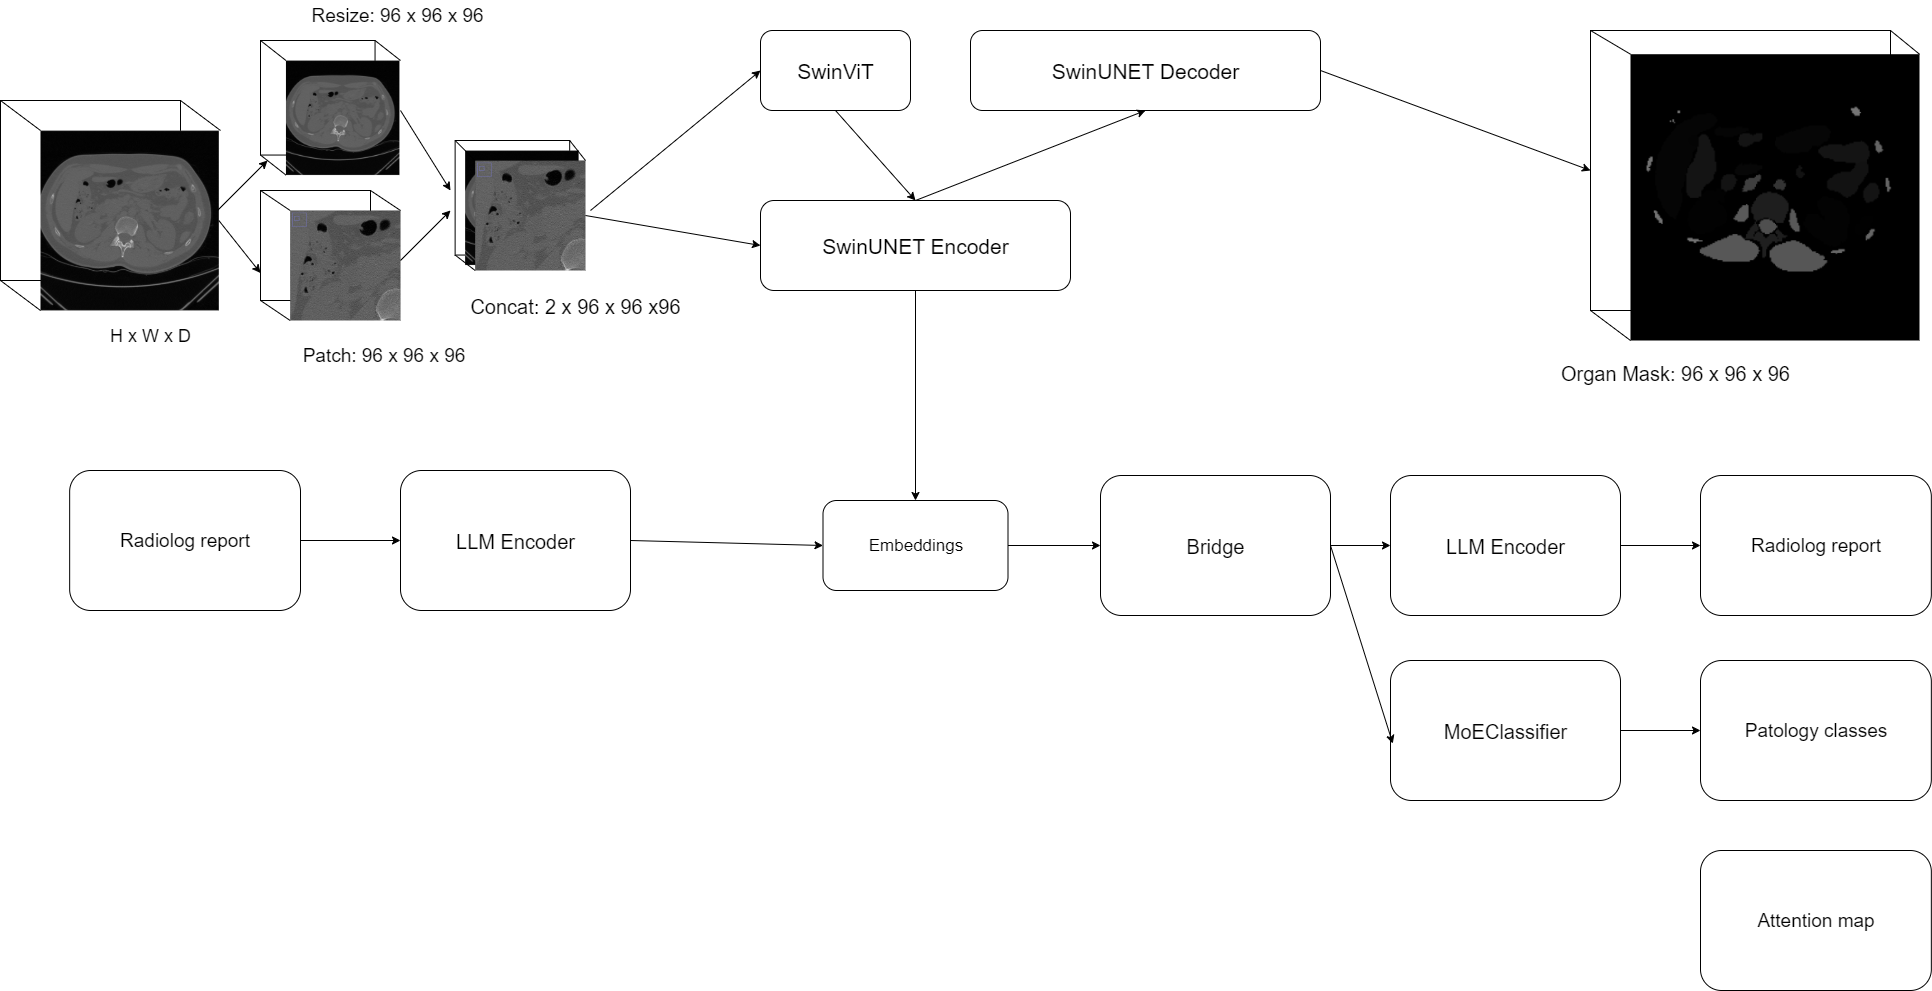 Resize: 96 x 96 x 96
SwinViT
SwinUNET Decoder
SwinUNET Encoder
Concat: 2 x 96 x 96 x96
H x W x D
Patch: 96 x 96 x 96
Organ Mask: 96 x 96 x 96
Radiolog report
LLM Encoder
Embeddings
Bridge
LLM Encoder
Radiolog report
MoEClassifier
Patology classes
Attention map